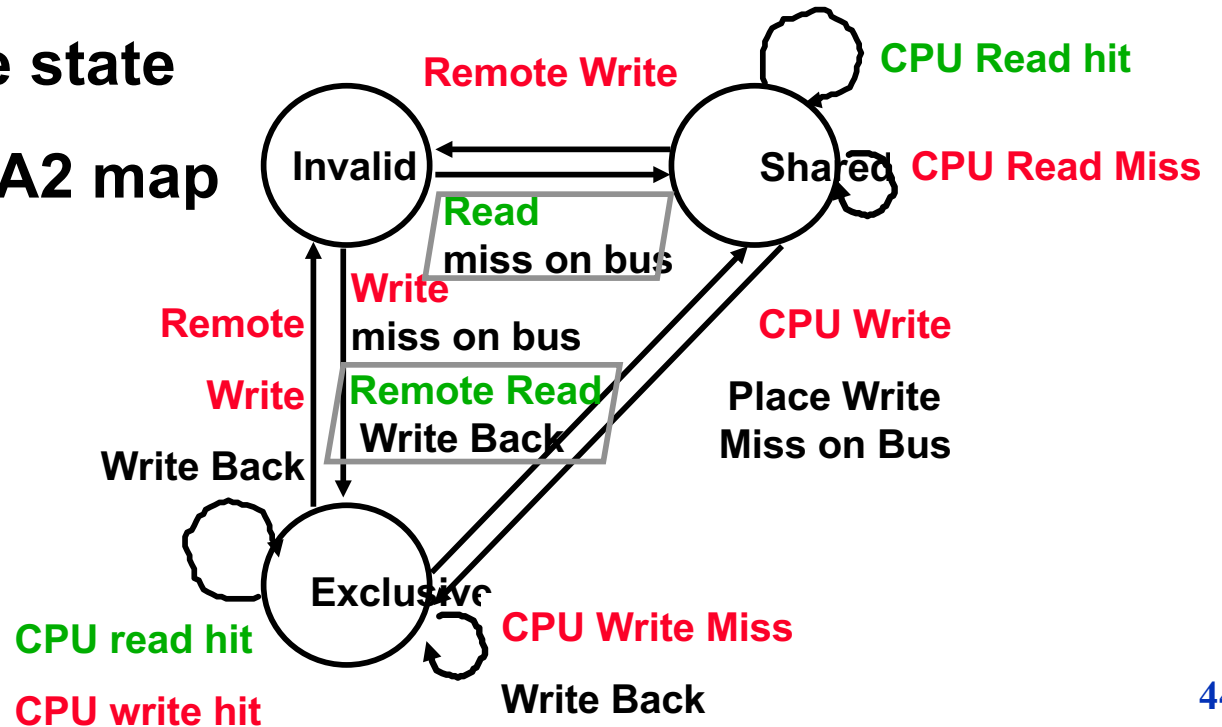 e state
A2 map
Remote Write
CPU Read hit
Invalid
Shared
CPU Read Miss
Read
miss on bus
Write
miss on bus
Remote
Write
Write Back
Remote Read
Write Back
CPU Write
Place Write
Miss on Bus
Exclusive
CPU read hit
CPU write hit
CPU Write Miss
Write Back
44